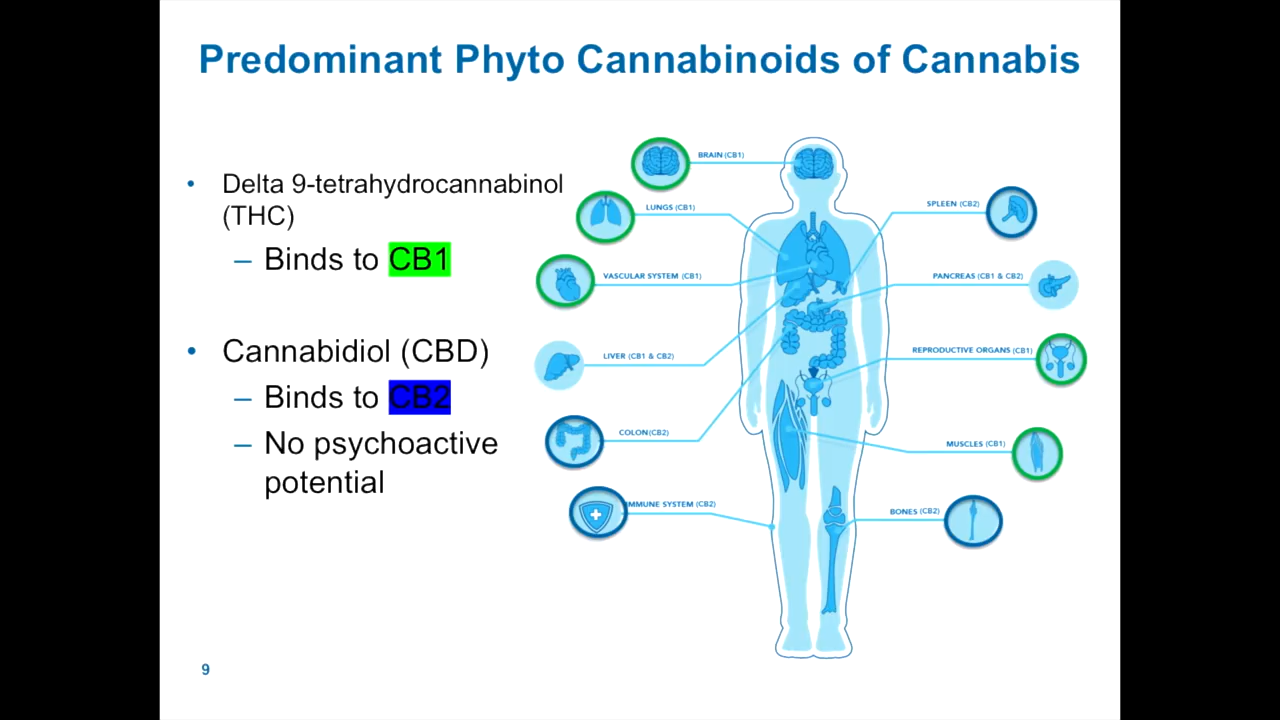 Predominant Phyto Cannabinoids of Cannabis
• Delta 9-tetrahydrocannabinol
(THC)
– Binds to CB1
• Cannabidiol (CBD)
– Binds to CB2
– No psychoactive
potential
BRAIN (CB1)
LUNGS (CB1)
VASCULAR SYSTEM (CB1)
LIVER (CB1 & CB2)
COLON (CB2)
IMMUNE SYSTEM (CB2)
SPLEEN (CB2)
PANCREAS (CB1 & CB2)
REPRODUCTIVE ORGANS (CB1)
MUSCLES (CB1)
BONES (CB2)
9